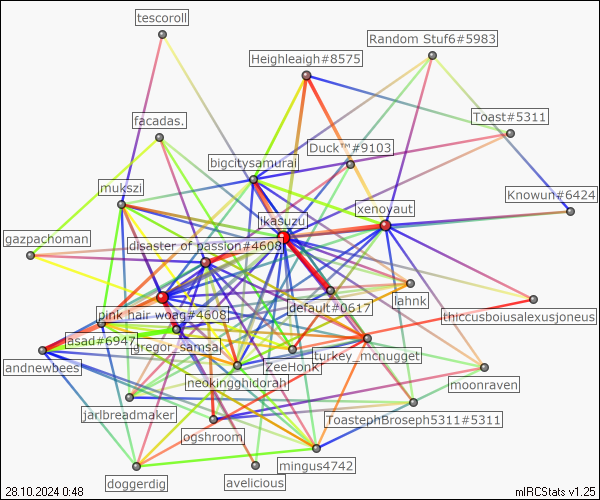 tescoroll
Random Stuf6#5983
Heighleaigh#8575
Toast#5311
facadas.
Duck™#9103
bigcitysamurai
mukszi
Knowun#6424
xenoyaut
lkasuzu
gazpachoman
disaster of passion#4608
lahnk
default#0617
pink hair woag#4608
thiccusboiusalexusjoneus
asad#6947
gregor_samsa
turkey_mcnugget
andnewbees
ZeeHonk
neokingghidorah
moonraven
jarlbreadmaker
ToastephBroseph5311#5311
ogshroom
mingus4742
doggerdig
avelicious
28.10.2024 0:48
mIRCStats v1.25